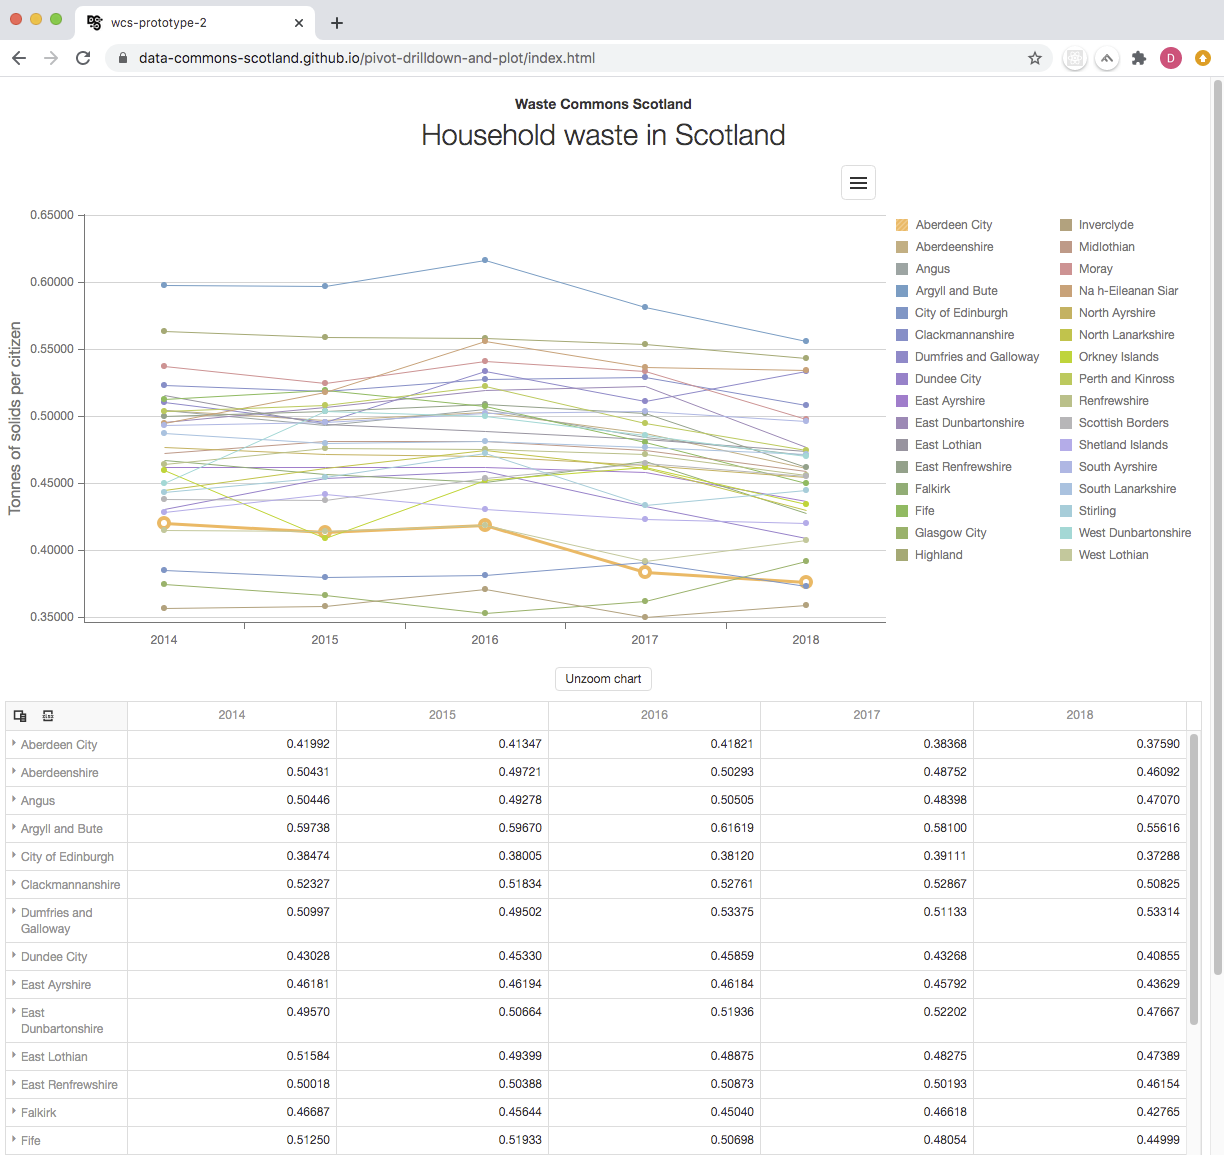 wcs-prototype-2
data-commons-scotland.github.io/pivot-drilldown-and-plot/index.html
D
Waste Commons Scotland
Household waste in Scotland
Tonnes of solids per citizen
0.65000
0.60000
0.55000
0.50000
0.45000
0.40000
0.35000
2014 2015 2016 2017 2018
Aberdeen City
Aberdeenshire
Angus
Argyll and Bute
City of Edinburgh
Clackmannanshire
Dumfries and Galloway
Dundee City
East Ayrshire
East Dunbartonshire
East Lothian
East Renfrewshire
Falkirk
Fife
Glasgow City
Highland
Inverclyde
Midlothian
Moray
Na h-Eileanan Siar
North Ayrshire
North Lanarkshire
Orkney Islands
Perth and Kinross
Renfrewshire
Scottish Borders
Shetland Islands
South Ayrshire
South Lanarkshire
Stirling
West Dunbartonshire
West Lothian
Unzoom chart
2014 2015 2016 2017 2018
Aberdeen City 0.41992 0.41347 0.41821 0.38368 0.37590
Aberdeenshire 0.50431 0.49721 0.50293 0.48752 0.46092
Angus 0.50446 0.49278 0.50505 0.48398 0.47070
Argyll and Bute 0.59738 0.59670 0.61619 0.58100 0.55616
City of Edinburgh 0.38474 0.38005 0.38120 0.39111 0.37288
Clackmannanshire 0.52327 0.51834 0.52761 0.52867 0.50825
Dumfries and 0.50997 0.49502 0.53375 0.51133 0.53314
Galloway
Dundee City 0.43028 0.45330 0.45859 0.43268 0.40855
East Ayrshire 0.46181 0.46194 0.46184 0.45792 0.43629
East 0.49570 0.50664 0.51936 0.52202 0.47667
Dunbartonshire
East Lothian 0.51584 0.49399 0.48875 0.48275 0.47389
East Renfrewshire 0.50018 0.50388 0.50873 0.50193 0.46154
Falkirk 0.46687 0.45644 0.45040 0.46618 0.42765
Fife 0.51250 0.51933 0.50698 0.48054 0.44999